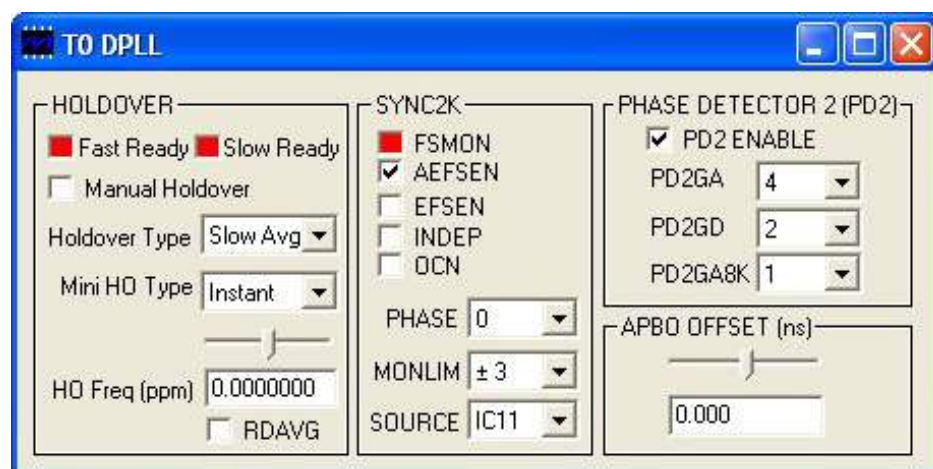 T0 DPLL
HOLDOVER
Fast Ready Slow Ready
Manual Holdover
Holdover Type Slow Avg
Mini HO Type Instant
HO Freq (ppm) 0.0000000
RDAVG
SYNC2K
FSMON
AEFSEN
EFSEN
INDEP
OCN
PHASE 0
MONLIM ± 3
SOURCE IC11
PHASE DETECTOR 2 (PD2)
PD2 ENABLE
PD2GA 4
PD2GD 2
PD2GA8K 1
APBO OFFSET (ns)
0.000